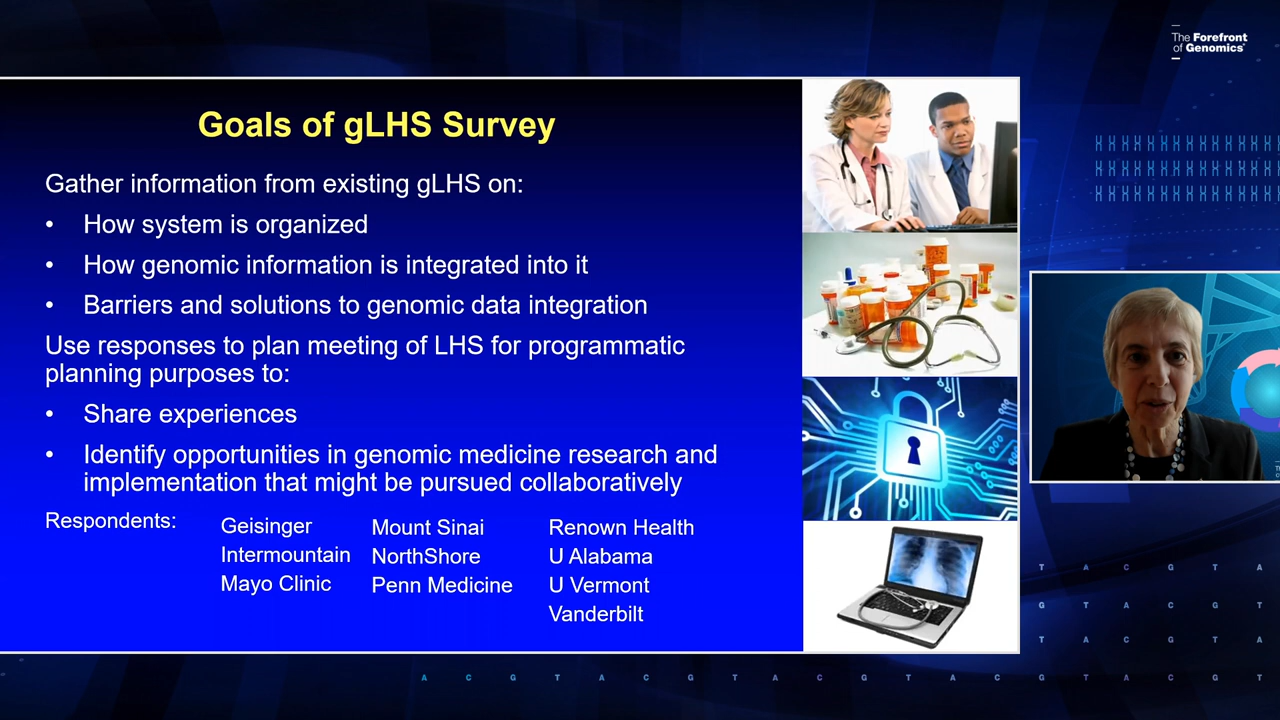 The Forefront
of Genomics®
Goals of gLHS Survey
Gather information from existing gLHS on:
• How system is organized
• How genomic information is integrated into it
• Barriers and solutions to genomic data integration
Use responses to plan meeting of LHS for programmatic
planning purposes to:
• Share experiences
• Identify opportunities in genomic medicine research and
implementation that might be pursued collaboratively
Respondents:
Geisinger
Intermountain
Mayo Clinic
Mount Sinai
NorthShore
Penn Medicine
Renown Health
U Alabama
U Vermont
Vanderbilt
T A C G T A
G T A C G T
T A C G T A
A C G T A C G T A C G T A C G T A C G T